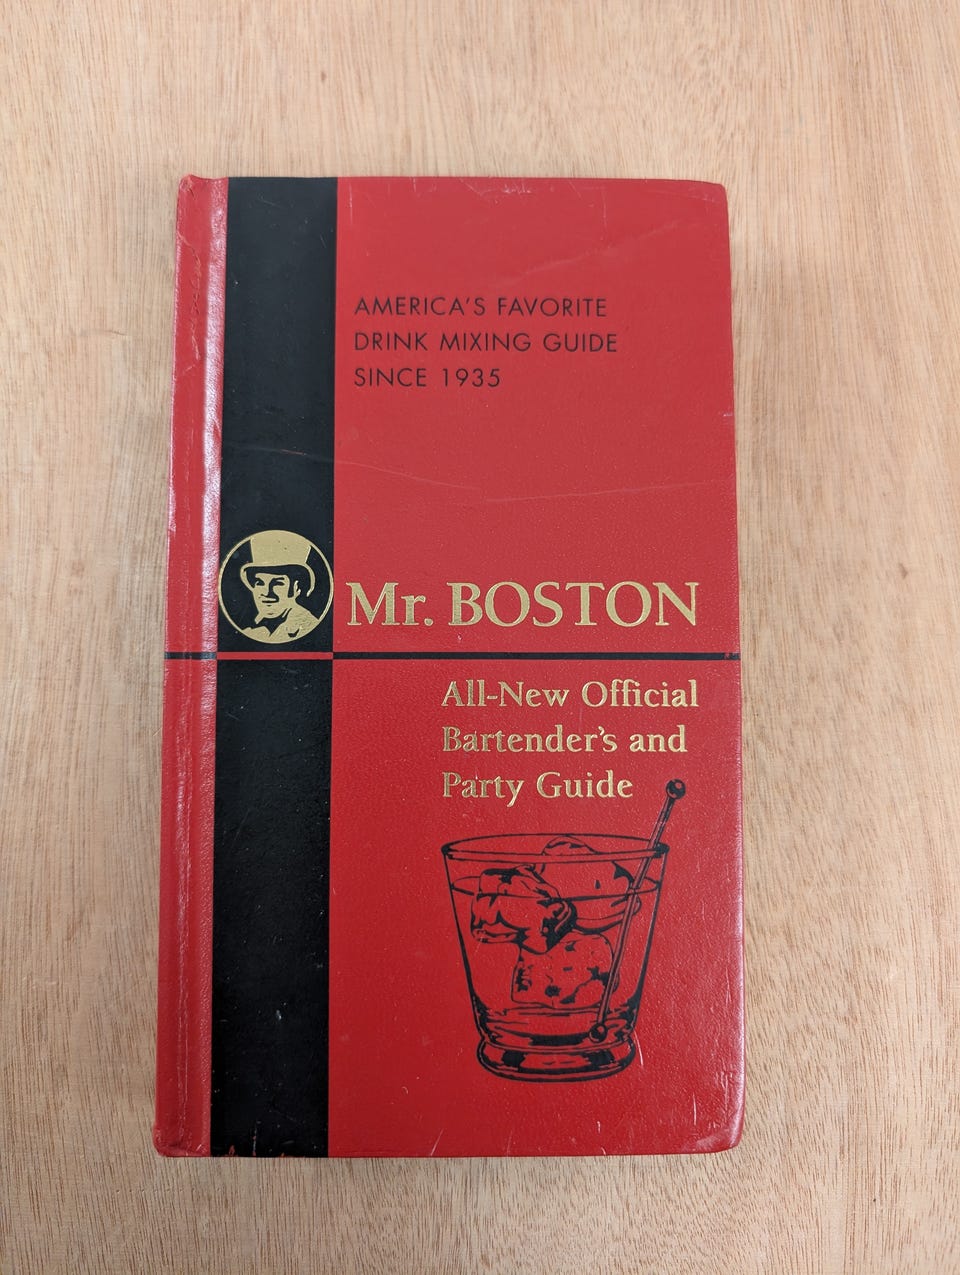 AMERICA'S FAVORITE
DRINK MIXING GUIDE
SINCE 1935
Mr. BOSTON
All-New Official
Bartender's and
Party Guide